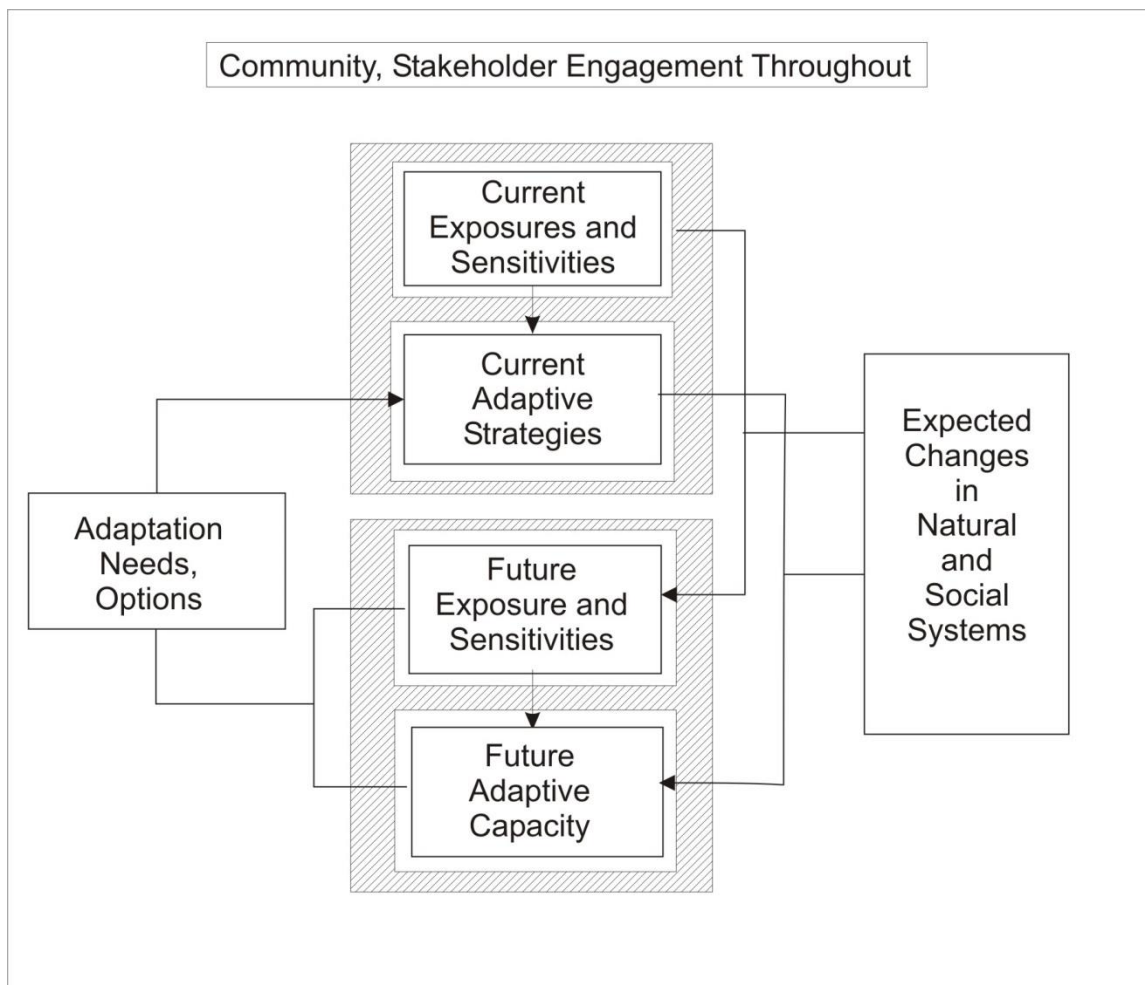 Community, Stakeholder Engagement Throughout
Current
Exposures and
Sensitivities
Current
Adaptive
Strategies
Adaptation
Needs,
Options
Future
Exposure and
Sensitivities
Future
Adaptive
Capacity
Expected
Changes
in
Natural
and
Social
Systems